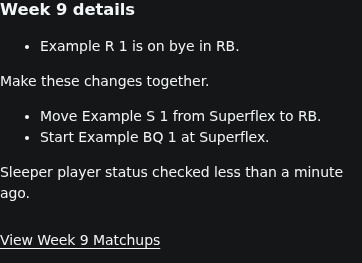 Week 9 details
• Example R 1 is on bye in RB.
Make these changes together.
• Move Example S 1 from Superflex to RB.
• Start Example BQ 1 at Superflex.
Sleeper player status checked less than a minute
ago.
View Week 9 Matchups